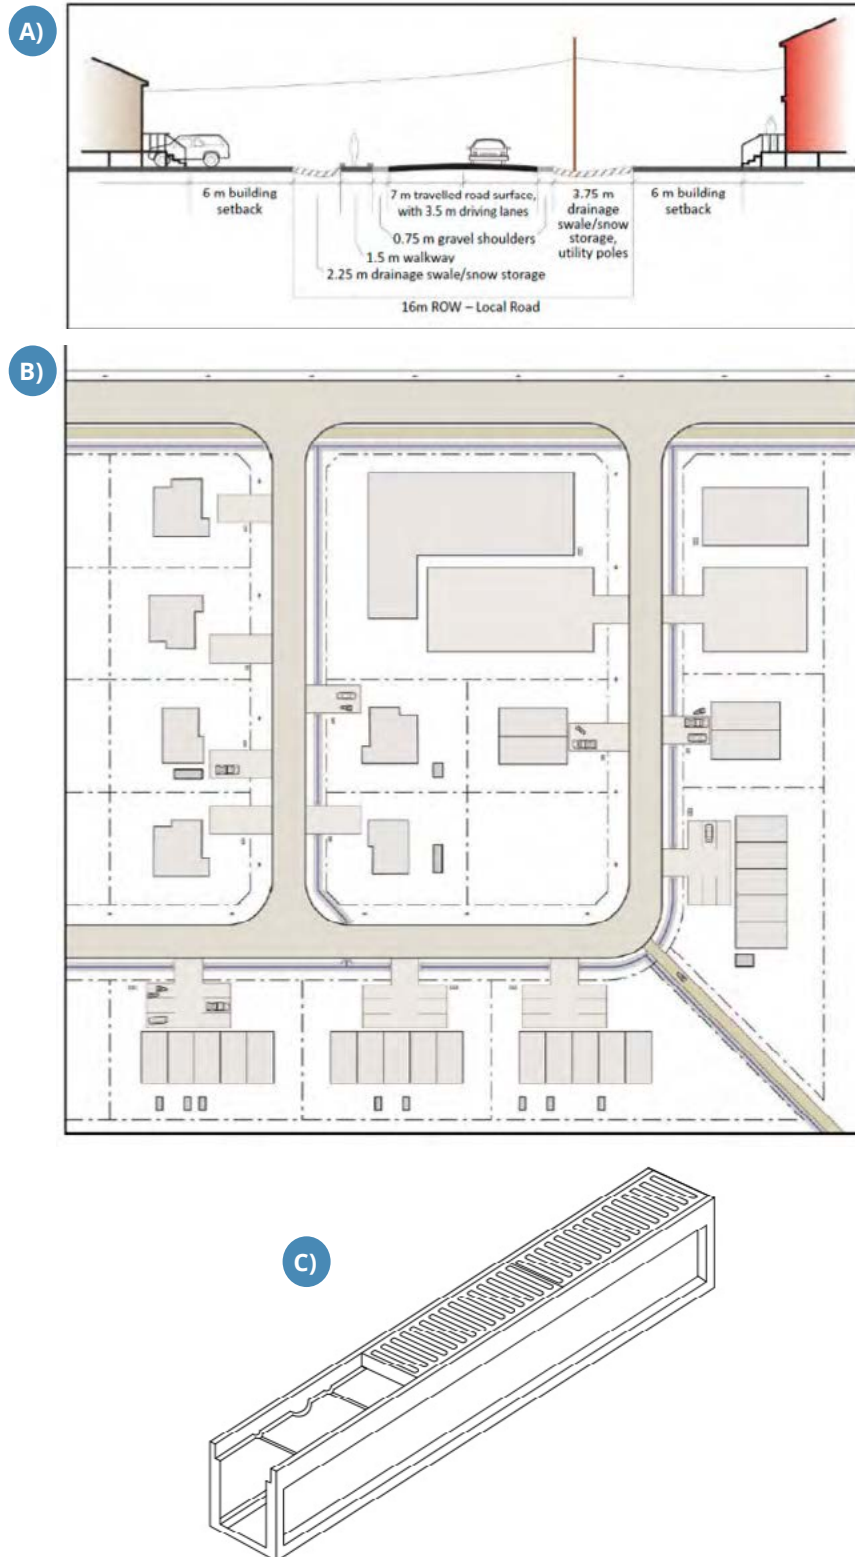 A)
6 m building
setback
7 m travelled road surface,
with 3.5 m driving lanes
3.75 m
drainage
swale/snow
storage,
utility poles
6 m building
setback
0.75 m gravel shoulders
1.5 m walkway
2.25 m drainage swale/snow storage
16m ROW – Local Road
B)
C)